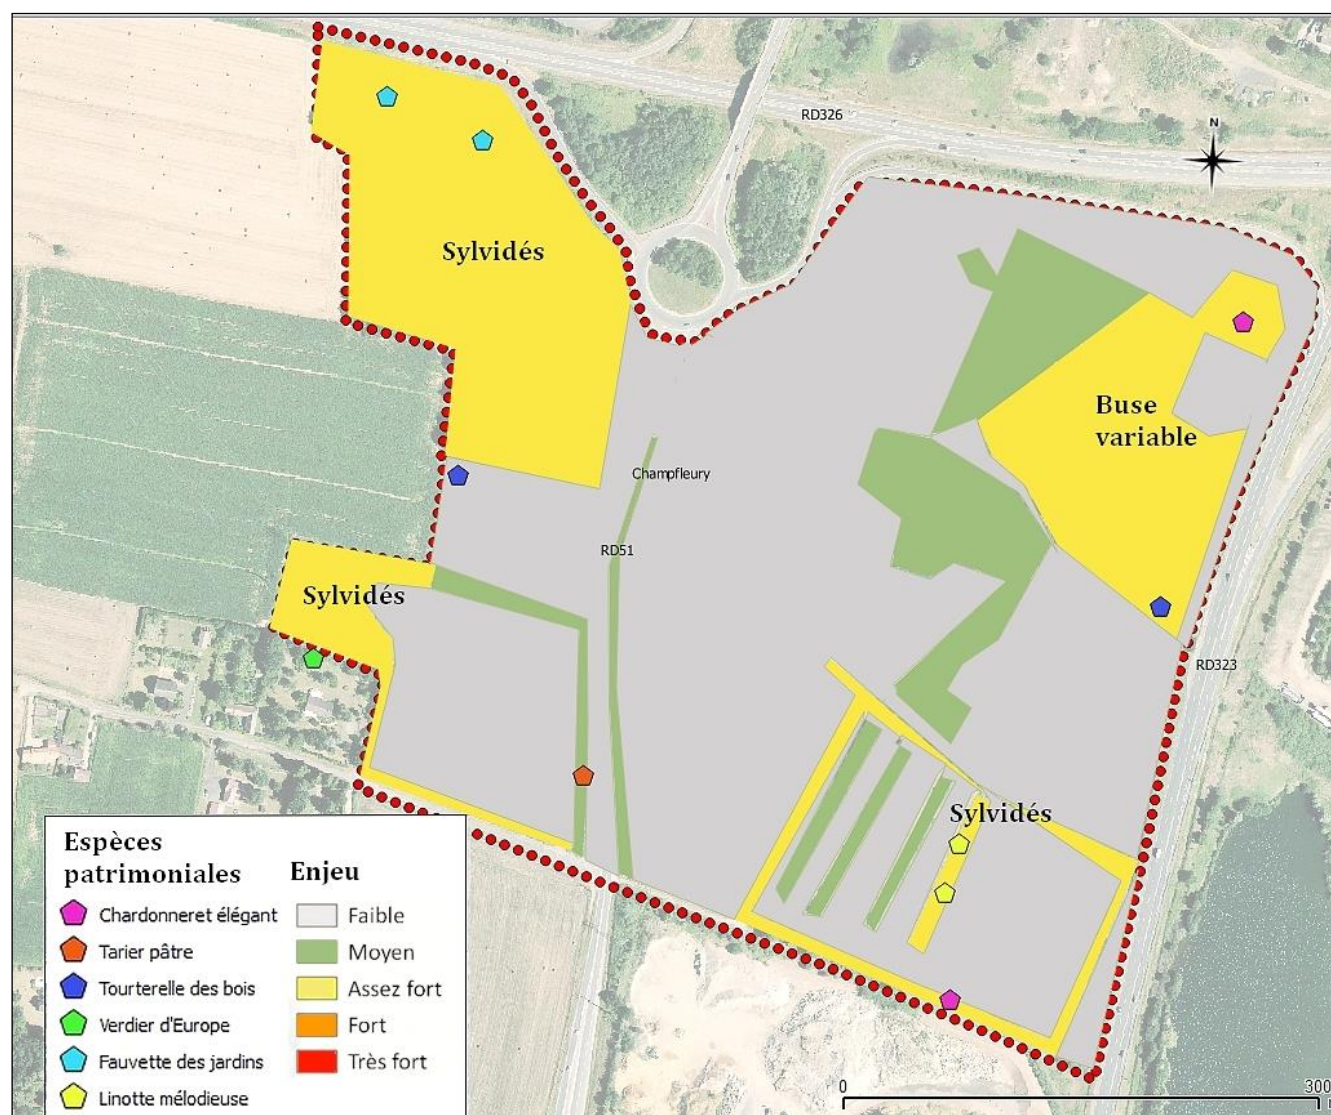 N
RD326
Sylvidés
Buse
variable
Champfleury
RD51
Sylvidés
RD323
Sylvidés
Espèces
patrimoniales
Enjeu
Chardonneret élégant
Faible
Tarier pâtre
Moyen
Tourterelle des bois
Assez fort
Verdier d'Europe
Fort
Fauvette des jardins
Très fort
Linotte mélodieuse
0
300